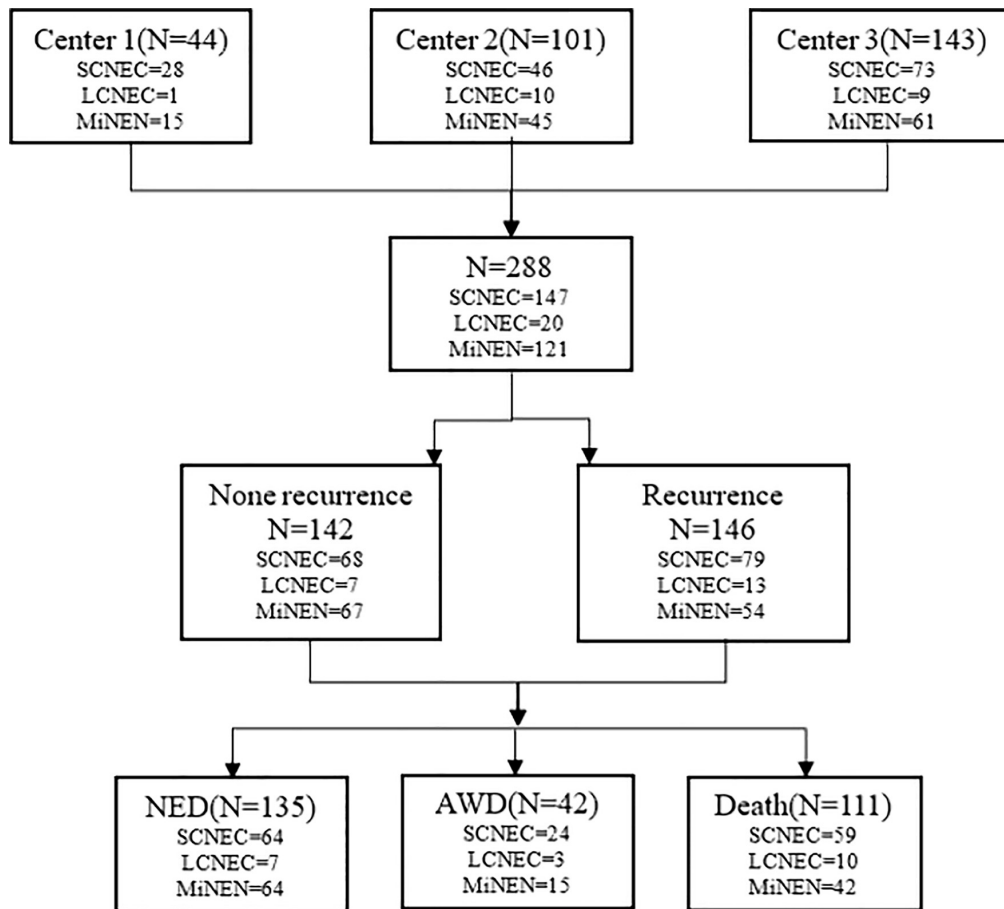 Center 1(N=44)
SCNEC=28
LCNEC=1
MiNEN=15
Center 2(N=101)
SCNEC=46
LCNEC=10
MiNEN=45
Center 3(N=143)
SCNEC=73
LCNEC=9
MiNEN=61
N=288
SCNEC=147
LCNEC=20
MiNEN=121
None recurrence
N=142
SCNEC=68
LCNEC=7
MiNEN=67
Recurrence
N=146
SCNEC=79
LCNEC=13
MiNEN=54
NED(N=135)
SCNEC=64
LCNEC=7
MiNEN=64
AWD(N=42)
SCNEC=24
LCNEC=3
MiNEN=15
Death(N=111)
SCNEC=59
LCNEC=10
MiNEN=42